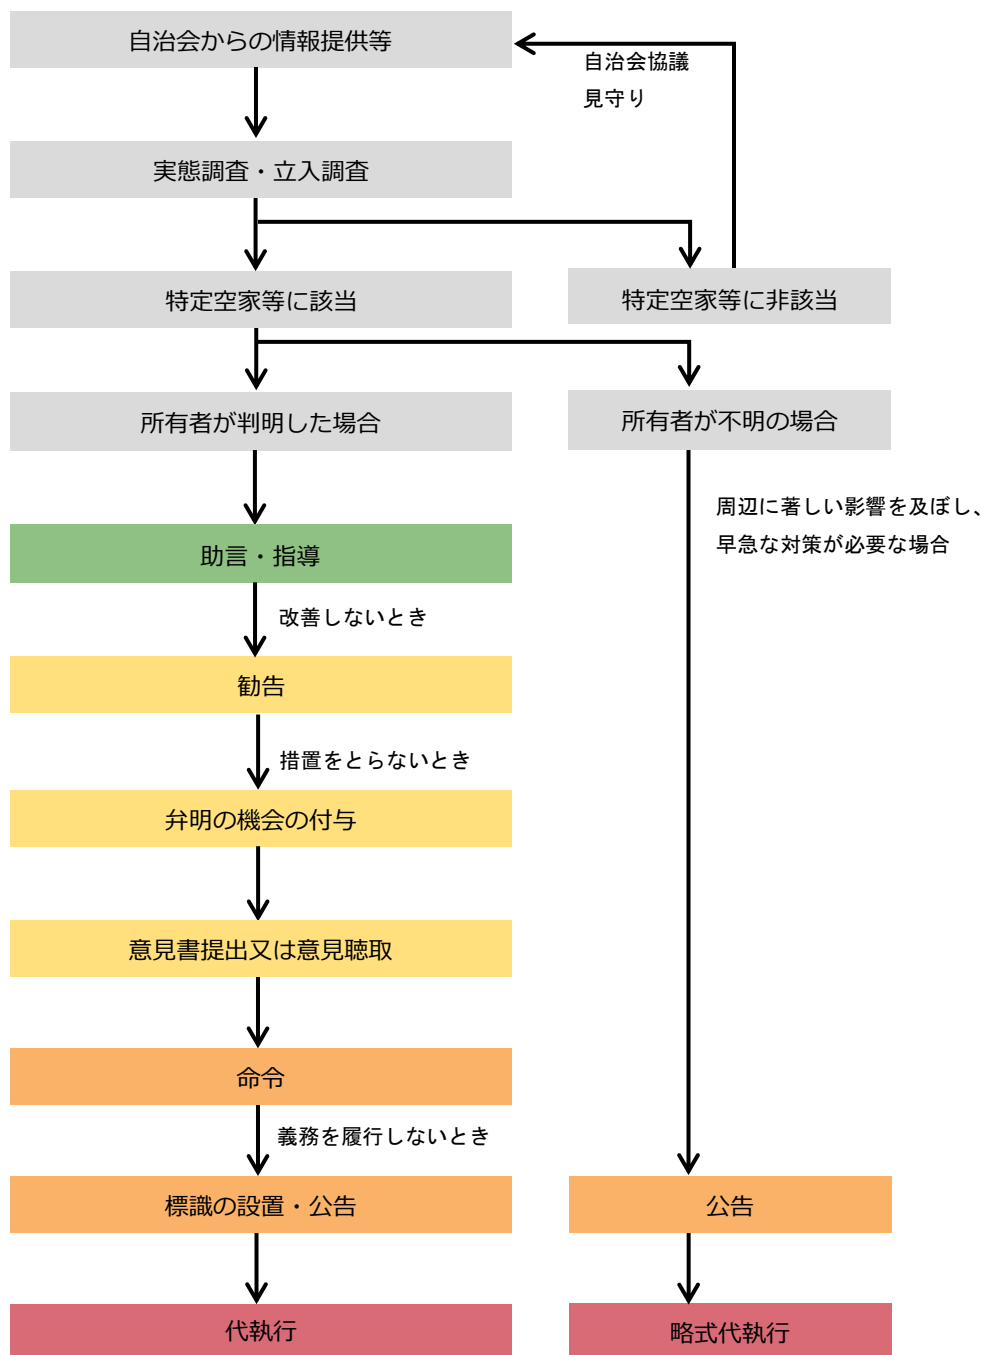 自治会からの情報提供等
自治会協議
見守り
実態調査・立入調査
特定空家等に該当
特定空家等に非該当
所有者が判明した場合
所有者が不明の場合
周辺に著しい影響を及ぼし、
早急な対策が必要な場合
助言・指導
改善しないとき
勧告
措置をとらないとき
弁明の機会の付与
意見書提出又は意見聴取
命令
義務を履行しないとき
標識の設置・公告
公告
代執行
略式代執行